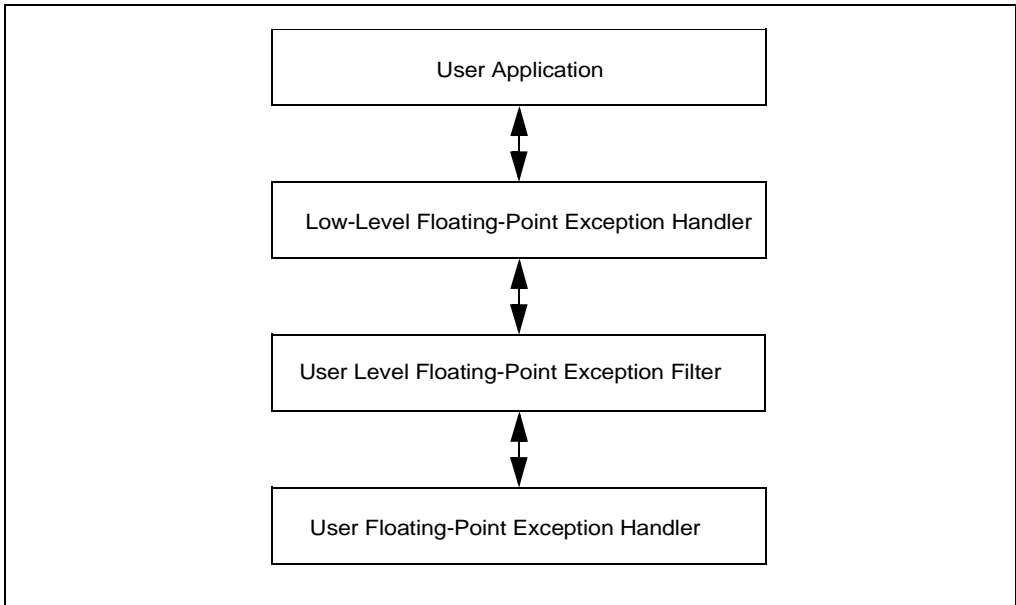 User Application
Low-Level Floating-Point Exception Handler
User Level Floating-Point Exception Filter
User Floating-Point Exception Handler